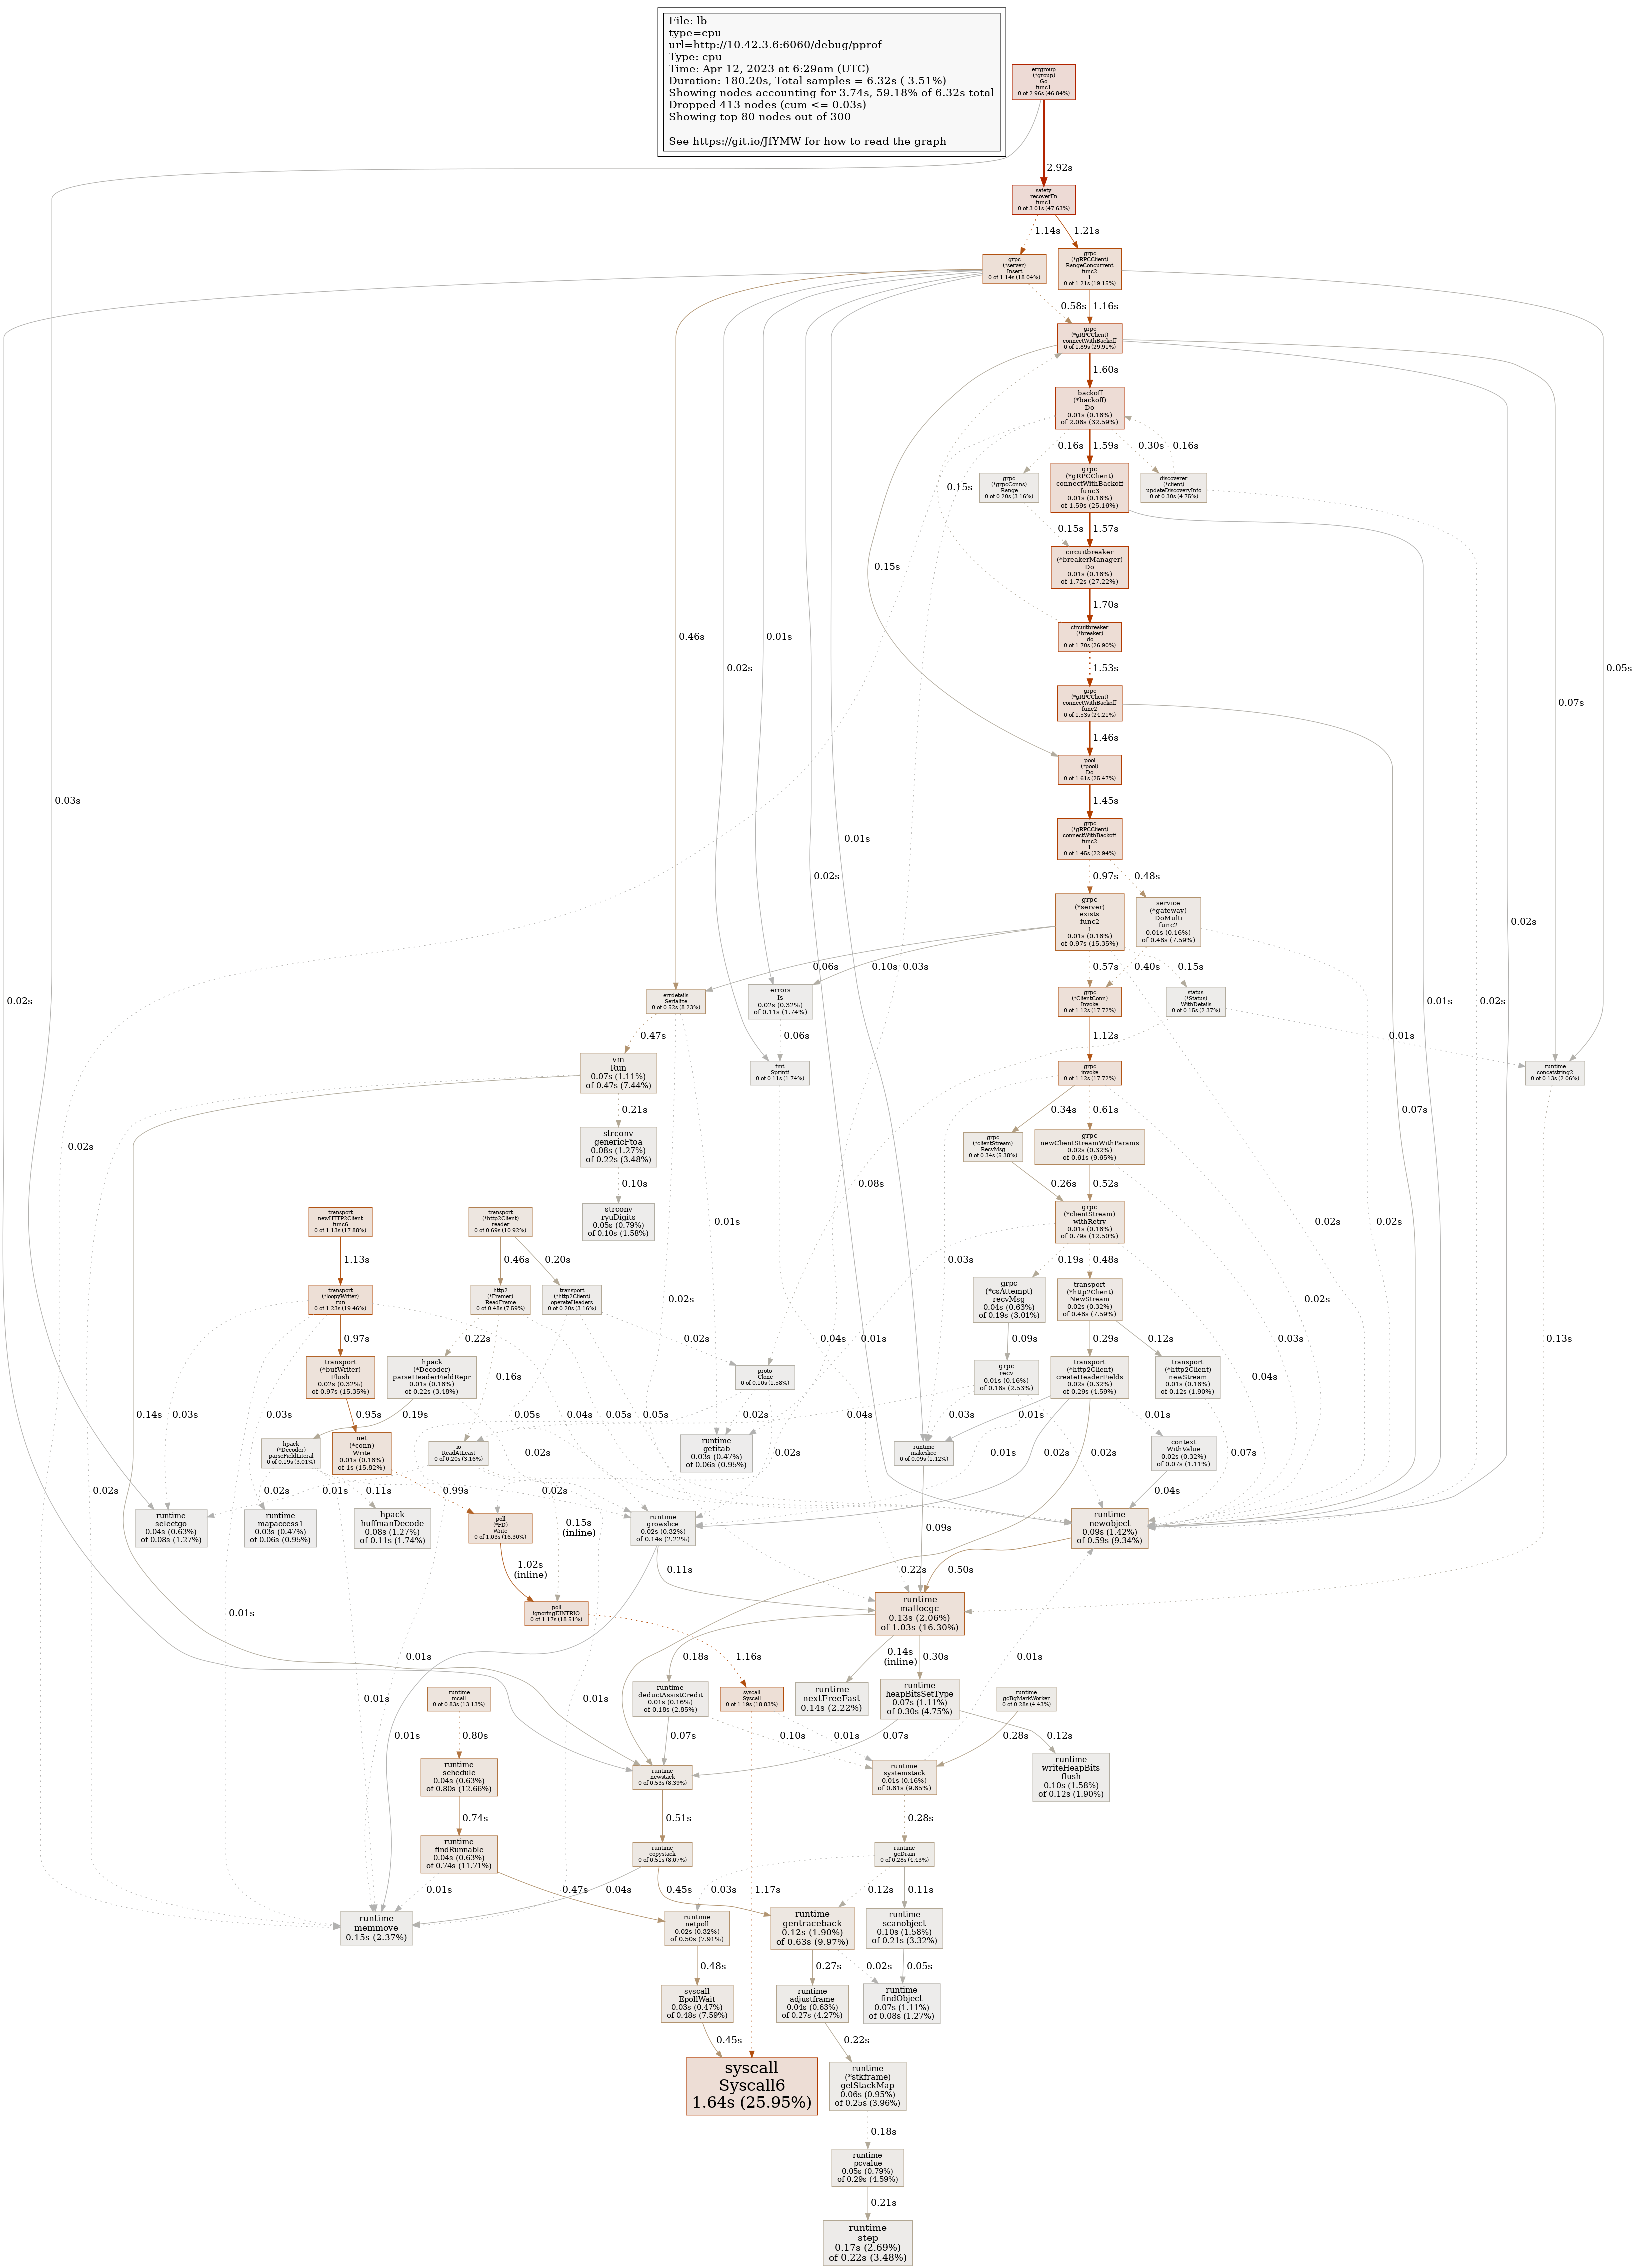 File: lb
type=cpu
url=http://10.42.3.6:6060/debug/pprof
Type: cpu
Time: Apr 12, 2023 at 6:29am (UTC)
Duration: 180.20s, Total samples = 6.32s ( 3.51%)
Showing nodes accounting for 3.74s, 59.18% of 6.32s total
Dropped 413 nodes (cum <= 0.03s)
Showing top 80 nodes out of 300
See https://git.io/JfYMW for how to read the graph
errgroup
(*group)
Go
func1
0 of 2.96s (46.84%)
2.92s
safety
recoverFn
func1
0 of 3.01s (47.63%)
1.14s
1.21s
grpc
(*server)
Insert
0 of 1.14s (18.04%)
grpc
(*gRPCClient)
RangeConcurrent
func2
1
0 of 1.21s (19.15%)
0.58s
1.16s
grpc
(*gRPCClient)
connectWithBackoff
0 of 1.89s (29.91%)
1.60s
backoff
(*backoff)
Do
0.01s (0.16%)
of 2.06s (32.59%)
0.16s
1.59s
0.30s
0.16s
grpc
(*grpcConns)
Range
0 of 0.20s (3.16%)
grpc
(*gRPCClient)
connectWithBackoff
func3
0.01s (0.16%)
of 1.59s (25.16%)
discoverer
(*client)
updateDiscoveryInfo
0 of 0.30s (4.75%)
0.15s
0.15s
1.57s
circuitbreaker
(*breakerManager)
Do
0.01s (0.16%)
of 1.72s (27.22%)
0.15s
1.70s
circuitbreaker
(*breaker)
do
0 of 1.70s (26.90%)
0.46s
0.02s
0.01s
1.53s
0.05s
0.07s
grpc
(*gRPCClient)
connectWithBackoff
func2
0 of 1.53s (24.21%)
1.46s
pool
(*pool)
Do
0 of 1.61s (25.47%)
0.03s
1.45s
grpc
(*gRPCClient)
connectWithBackoff
func2
1
0 of 1.45s (22.94%)
0.01s
0.02s
0.97s
0.48s
grpc
(*server)
exists
func2
1
0.01s (0.16%)
of 0.97s (15.35%)
service
(*gateway)
DoMulti
func2
0.01s (0.16%)
of 0.48s (7.59%)
0.02s
0.06s
0.10s
0.03s
0.57s
0.40s
0.15s
0.02s
0.01s
0.02s
errdetails
Serialize
0 of 0.52s (8.23%)
errors
Is
0.02s (0.32%)
of 0.11s (1.74%)
grpc
(*ClientConn)
Invoke
0 of 1.12s (17.72%)
status
(*Status)
WithDetails
0 of 0.15s (2.37%)
0.47s
0.06s
1.12s
0.01s
vm
Run
0.07s (1.11%)
of 0.47s (7.44%)
fmt
Sprintf
0 of 0.11s (1.74%)
grpc
invoke
0 of 1.12s (17.72%)
runtime
concatstring2
0 of 0.13s (2.06%)
0.21s
0.34s
0.61s
0.07s
strconv
genericFtoa
0.08s (1.27%)
of 0.22s (3.48%)
grpc
(*clientStream)
RecvMsg
0 of 0.34s (5.38%)
grpc
newClientStreamWithParams
0.02s (0.32%)
of 0.61s (9.65%)
0.02s
0.10s
0.08s
0.26s
0.52s
strconv
ryuDigits
0.05s (0.79%)
of 0.10s (1.58%)
transport
newHTTP2Client
func6
0 of 1.13s (17.88%)
transport
(*http2Client)
reader
0 of 0.69s (10.92%)
0.01s
grpc
(*clientStream)
withRetry
0.01s (0.16%)
of 0.79s (12.50%)
0.02s
0.02s
1.13s
0.46s
0.20s
0.03s
0.19s
0.48s
transport
(*loopyWriter)
run
0 of 1.23s (19.46%)
http2
(*Framer)
ReadFrame
0 of 0.48s (7.59%)
transport
(*http2Client)
operateHeaders
0 of 0.20s (3.16%)
0.02s
grpc
(*csAttempt)
recvMsg
0.04s (0.63%)
of 0.19s (3.01%)
transport
(*http2Client)
NewStream
0.02s (0.32%)
of 0.48s (7.59%)
0.02s
0.97s
0.22s
0.02s
0.04s
0.01s
0.09s
0.29s
0.12s
0.03s
0.13s
transport
(*bufWriter)
Flush
0.02s (0.32%)
of 0.97s (15.35%)
hpack
(*Decoder)
parseHeaderFieldRepr
0.01s (0.16%)
of 0.22s (3.48%)
0.16s
proto
Clone
0 of 0.10s (1.58%)
grpc
recv
0.01s (0.16%)
of 0.16s (2.53%)
transport
(*http2Client)
createHeaderFields
0.02s (0.32%)
of 0.29s (4.59%)
transport
(*http2Client)
newStream
0.01s (0.16%)
of 0.12s (1.90%)
0.04s
0.14s
0.03s
0.03s
0.95s
0.19s
0.05s
0.04s
0.05s
0.05s
0.02s
0.04s
0.03s
0.01s
0.01s
hpack
(*Decoder)
parseFieldLiteral
0 of 0.19s (3.01%)
net
(*conn)
Write
0.01s (0.16%)
of 1s (15.82%)
io
ReadAtLeast
0 of 0.20s (3.16%)
runtime
getitab
0.03s (0.47%)
of 0.06s (0.95%)
runtime
makeslice
0 of 0.09s (1.42%)
context
WithValue
0.02s (0.32%)
of 0.07s (1.11%)
0.02s
0.02s
0.01s
0.02s
0.02s
0.07s
0.02s
0.02s
0.01s
0.11s
0.99s
0.02s
0.04s
runtime
selectgo
0.04s (0.63%)
of 0.08s (1.27%)
runtime
mapaccess1
0.03s (0.47%)
of 0.06s (0.95%)
hpack
huffmanDecode
0.08s (1.27%)
of 0.11s (1.74%)
poll
(*FD)
Write
0 of 1.03s (16.30%)
0.15s
(inline)
runtime
growslice
0.02s (0.32%)
of 0.14s (2.22%)
0.09s
runtime
newobject
0.09s (1.42%)
of 0.59s (9.34%)
1.02s
(inline)
0.11s
0.22s
0.50s
poll
ignoringEINTRIO
0 of 1.17s (18.51%)
runtime
mallocgc
0.13s (2.06%)
of 1.03s (16.30%)
0.01s
0.01s
1.16s
0.18s
0.14s
(inline)
0.30s
0.01s
runtime
mcall
0 of 0.83s (13.13%)
0.01s
0.01s
runtime
deductAssistCredit
0.01s (0.16%)
of 0.18s (2.85%)
syscall
Syscall
0 of 1.19s (18.83%)
runtime
nextFreeFast
0.14s (2.22%)
runtime
heapBitsSetType
0.07s (1.11%)
of 0.30s (4.75%)
runtime
gcBgMarkWorker
0 of 0.28s (4.43%)
0.80s
0.01s
0.07s
0.10s
0.01s
0.07s
0.28s
0.12s
runtime
schedule
0.04s (0.63%)
of 0.80s (12.66%)
runtime
newstack
0 of 0.53s (8.39%)
runtime
systemstack
0.01s (0.16%)
of 0.61s (9.65%)
runtime
writeHeapBits
flush
0.10s (1.58%)
of 0.12s (1.90%)
0.74s
0.51s
0.28s
runtime
findRunnable
0.04s (0.63%)
of 0.74s (11.71%)
runtime
copystack
0 of 0.51s (8.07%)
runtime
gcDrain
0 of 0.28s (4.43%)
0.01s
0.47s
0.04s
0.45s
0.03s
1.17s
0.12s
0.11s
runtime
memmove
0.15s (2.37%)
runtime
netpoll
0.02s (0.32%)
of 0.50s (7.91%)
runtime
gentraceback
0.12s (1.90%)
of 0.63s (9.97%)
runtime
scanobject
0.10s (1.58%)
of 0.21s (3.32%)
0.48s
0.27s
0.02s
0.05s
syscall
EpollWait
0.03s (0.47%)
of 0.48s (7.59%)
runtime
adjustframe
0.04s (0.63%)
of 0.27s (4.27%)
runtime
findObject
0.07s (1.11%)
of 0.08s (1.27%)
0.45s
0.22s
syscall
Syscall6
1.64s (25.95%)
runtime
(*stkframe)
getStackMap
0.06s (0.95%)
of 0.25s (3.96%)
0.18s
runtime
pcvalue
0.05s (0.79%)
of 0.29s (4.59%)
0.21s
runtime
step
0.17s (2.69%)
of 0.22s (3.48%)